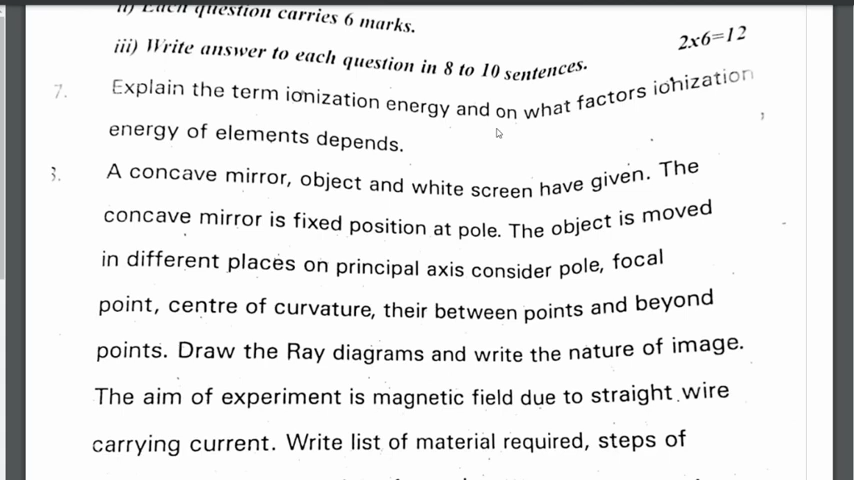 ii) Each question carries 6 marks.
iii) Write answer to each question in 8 to 10 sentences.
2x6=12
7. Explain the term ionization energy and on what factors ionization
energy of elements depends.
A concave mirror, object and white screen have given. The
concave mirror is fixed position at pole. The object is moved
in different places on principal axis consider pole, focal
point, centre of curvature, their between points and beyond
points. Draw the Ray diagrams and write the nature of image.
The aim of experiment is magnetic field due to straight wire
carrying current. Write list of material required, steps of